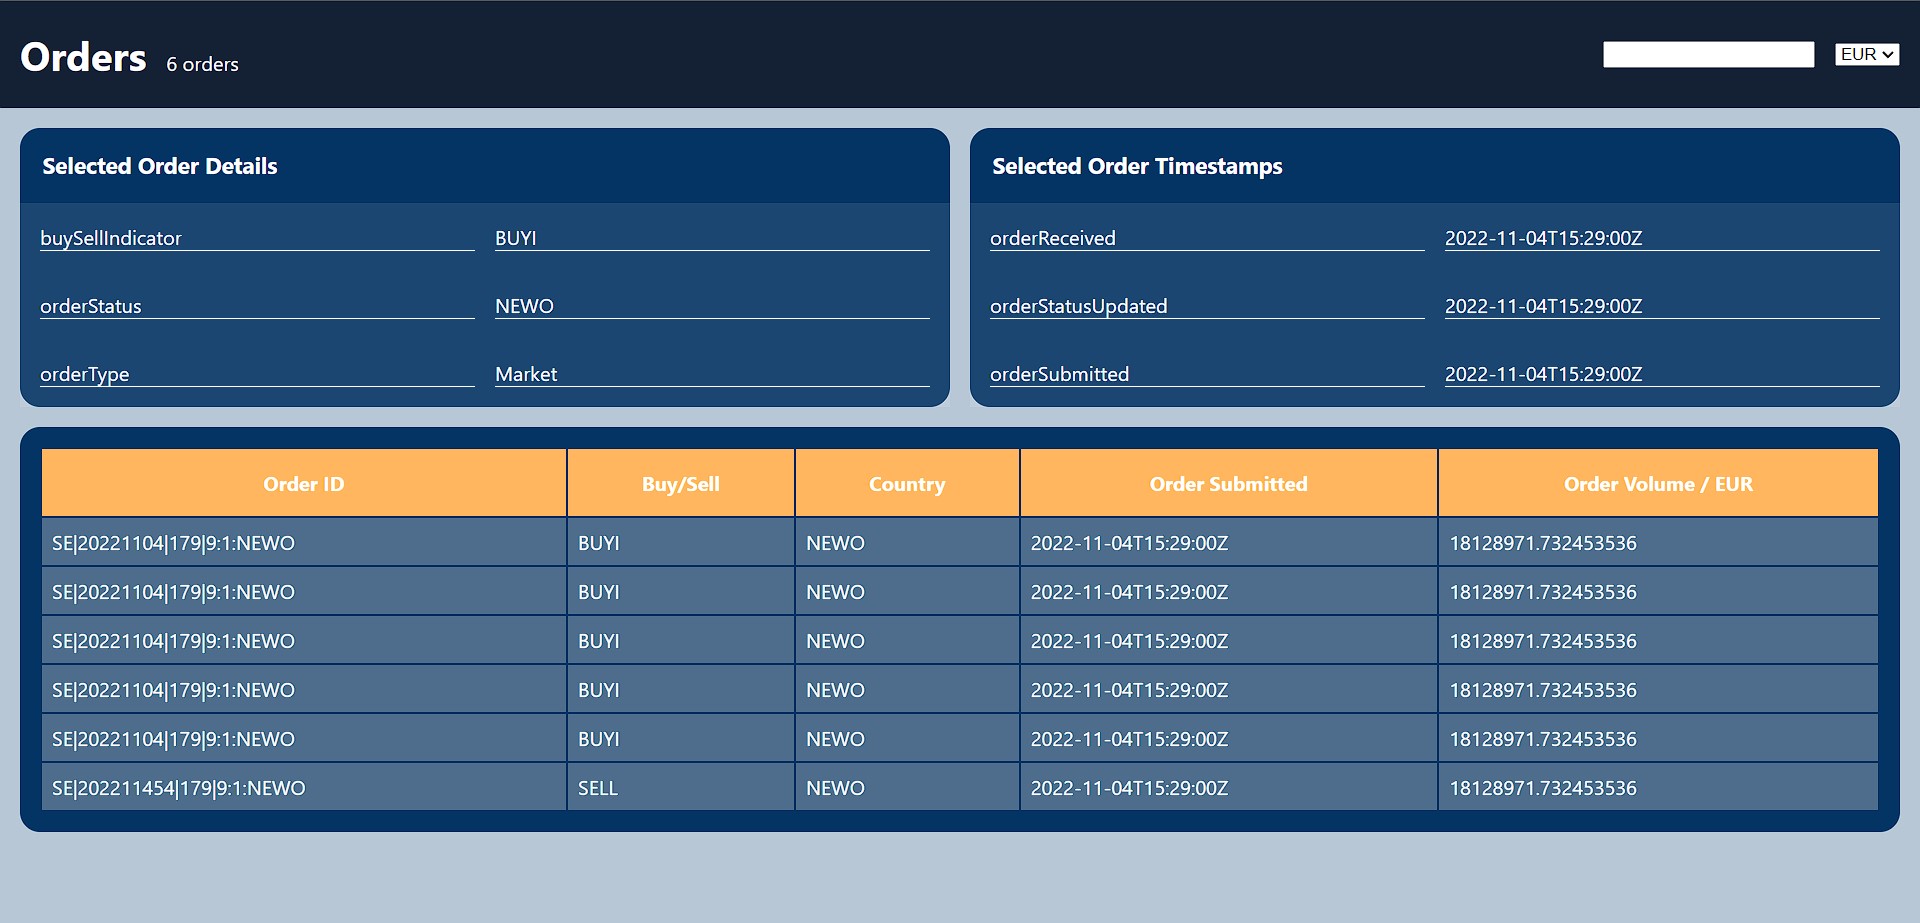 Orders 6 orders EUR
Selected Order Details
buySellIndicator BUYI
orderStatus NEWO
orderType Market
Selected Order Timestamps
orderReceived 2022-11-04T15:29:00Z
orderStatusUpdated 2022-11-04T15:29:00Z
orderSubmitted 2022-11-04T15:29:00Z
Order ID Buy/Sell Country Order Submitted Order Volume / EUR
SE|20221104|179|9:1:NEWO BUYI NEWO 2022-11-04T15:29:00Z 18128971.732453536
SE|20221104|179|9:1:NEWO BUYI NEWO 2022-11-04T15:29:00Z 18128971.732453536
SE|20221104|179|9:1:NEWO BUYI NEWO 2022-11-04T15:29:00Z 18128971.732453536
SE|20221104|179|9:1:NEWO BUYI NEWO 2022-11-04T15:29:00Z 18128971.732453536
SE|20221104|179|9:1:NEWO BUYI NEWO 2022-11-04T15:29:00Z 18128971.732453536
SE|202211454|179|9:1:NEWO SELL NEWO 2022-11-04T15:29:00Z 18128971.732453536